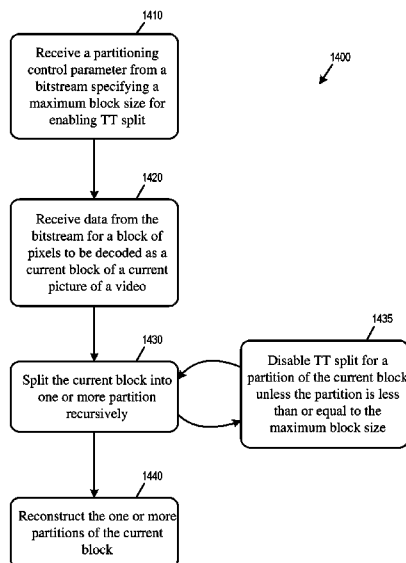 1410
Receive a partitioning
control parameter from a
bitstream specifying a
maximum block size for
enabling TT split
1400
1420
Receive data from the
bitstream for a block of
pixels to be decoded as a
current block of a current
picture of a video
1430
Split the current block into
one or more partition
recursively
1435
Disable TT split for a
partition of the current block
unless the partition is less
than or equal to the
maximum block size
1440
Reconstruct the one or more
partitions of the current
block